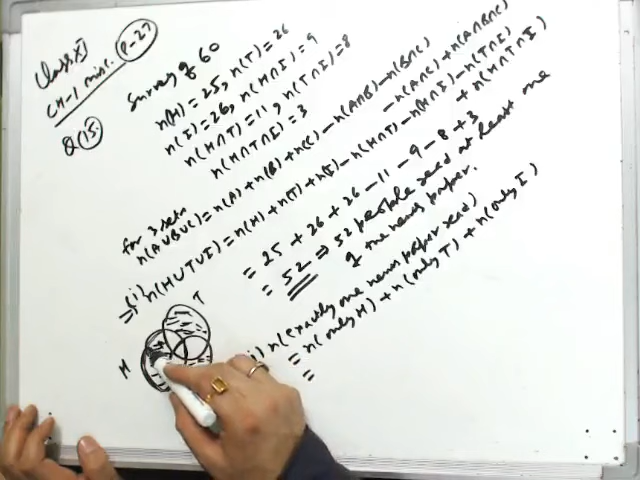 Class XI
CH-1 misc. P-27
Q 15.
Survey of 60
n(H) = 25, n(T) = 26
n(I) = 26, n(H∩I) = 9
n(H∩T) = 11, n(T∩I) = 8
n(H∩T∩I) = 3
for 3 sets
n(A∪B∪C) = n(A) + n(B) + n(C) - n(A∩B) - n(B∩C)
- n(A∩C) + n(A∩B∩C)
⇒ (i) n(H∪T∪I) = n(H) + n(T) + n(I) - n(H∩T) - n(H∩I) - n(T∩I)
+ n(H∩T∩I)
= 25 + 26 + 26 - 11 - 9 - 8 + 3
= 52 ⇒ 52 people read at least one
of the news paper.
i) n(exactly one news paper read)
= n(only H) + n(only T) + n(only I)
=
T
H